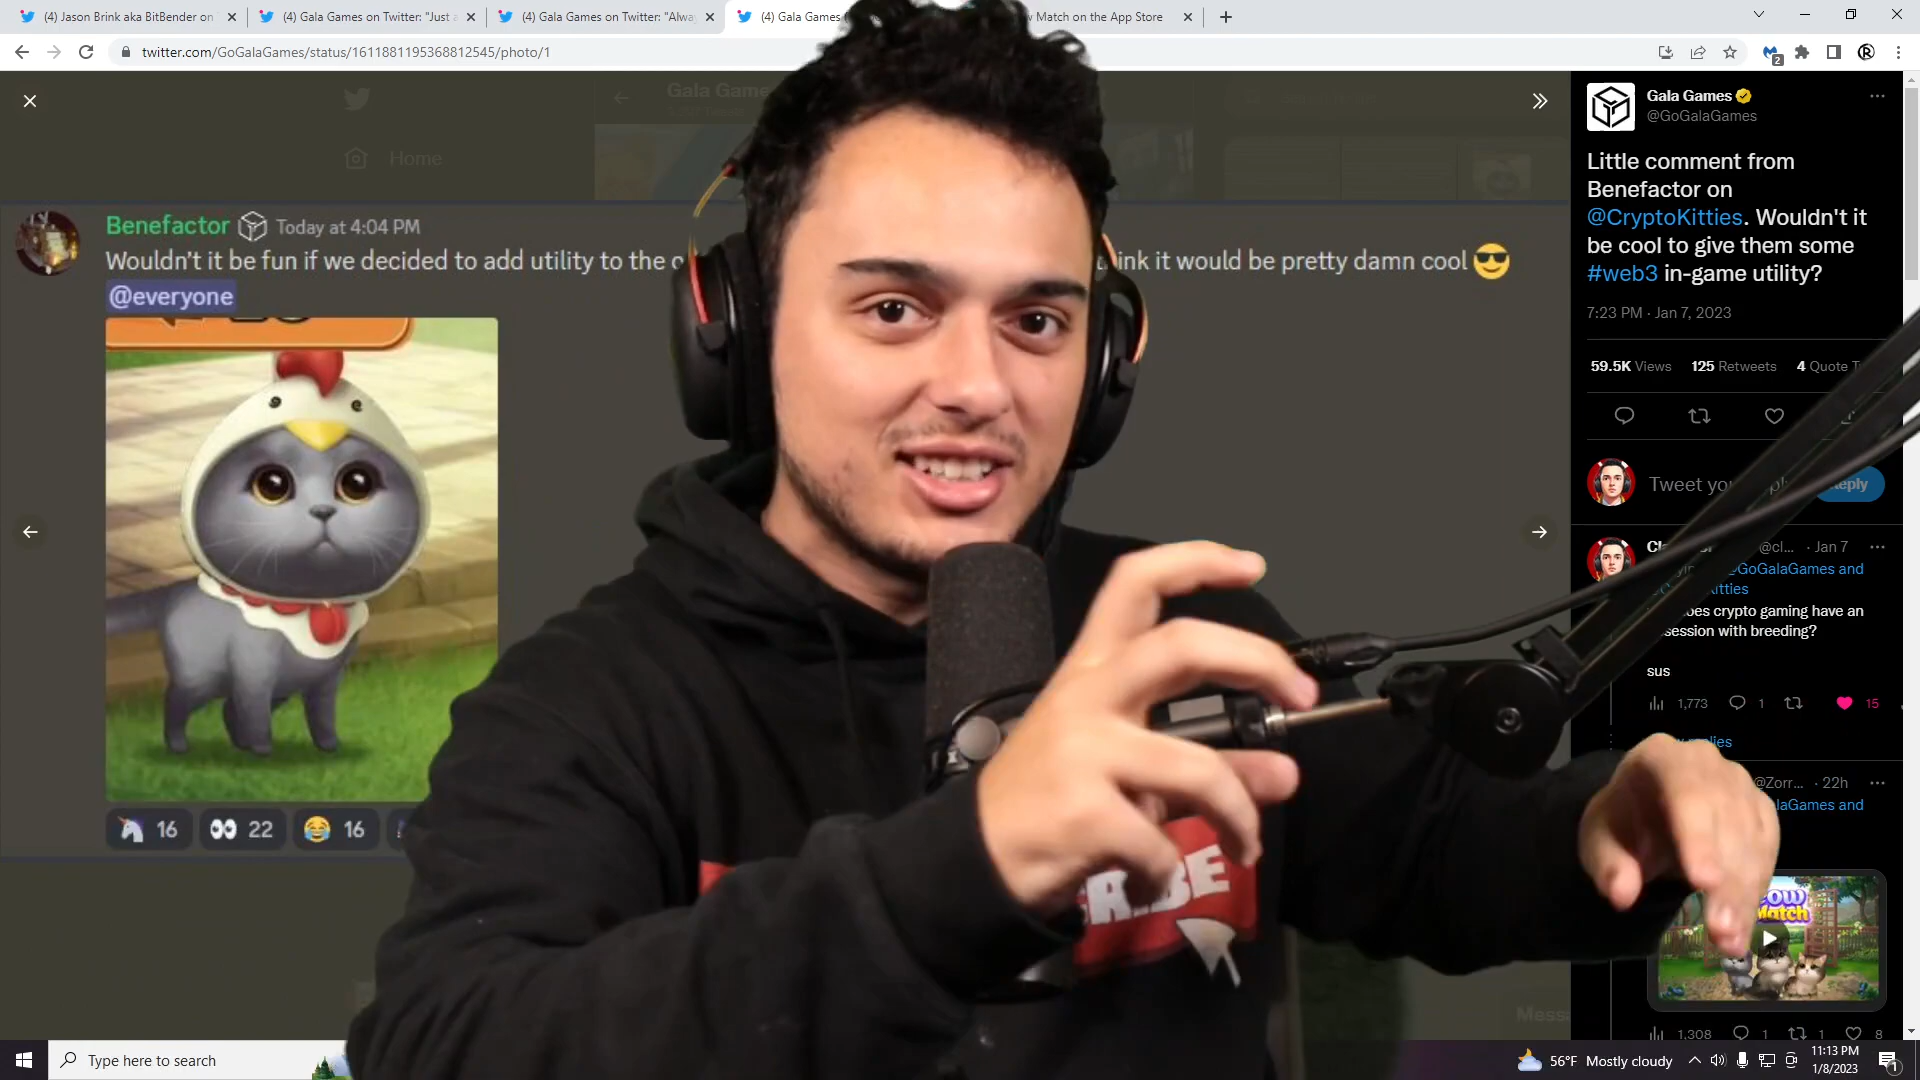 (4) Jason Brink aka BitBender on
(4) Gala Games on Twitter: "Just a
(4) Gala Games on Twitter: "Alwa
(4) Gala Games
Match on the App Store
twitter.com/GoGalaGames/status/1611881195368812545/photo/1
Gala Games
@GoGalaGames
Little comment from
Benefactor on
@CryptoKitties. Wouldn't it
be cool to give them some
#web3 in-game utility?
7:23 PM · Jan 7, 2023
59.5K Views 125 Retweets 4 Quote
Home
Benefactor Today at 4:04 PM
Wouldn't it be fun if we decided to add utility to the
it would be pretty damn cool 😎
@everyone
16 22 16
Tweet
@cl... · Jan 7
@GoGalaGames and
crypto gaming have an
with breeding?
sus
1,773 1 15
@Zorr... · 22h
and
Match
1,308 1 1 8
Type here to search
56°F Mostly cloudy
11:13 PM
1/8/2023
1
2